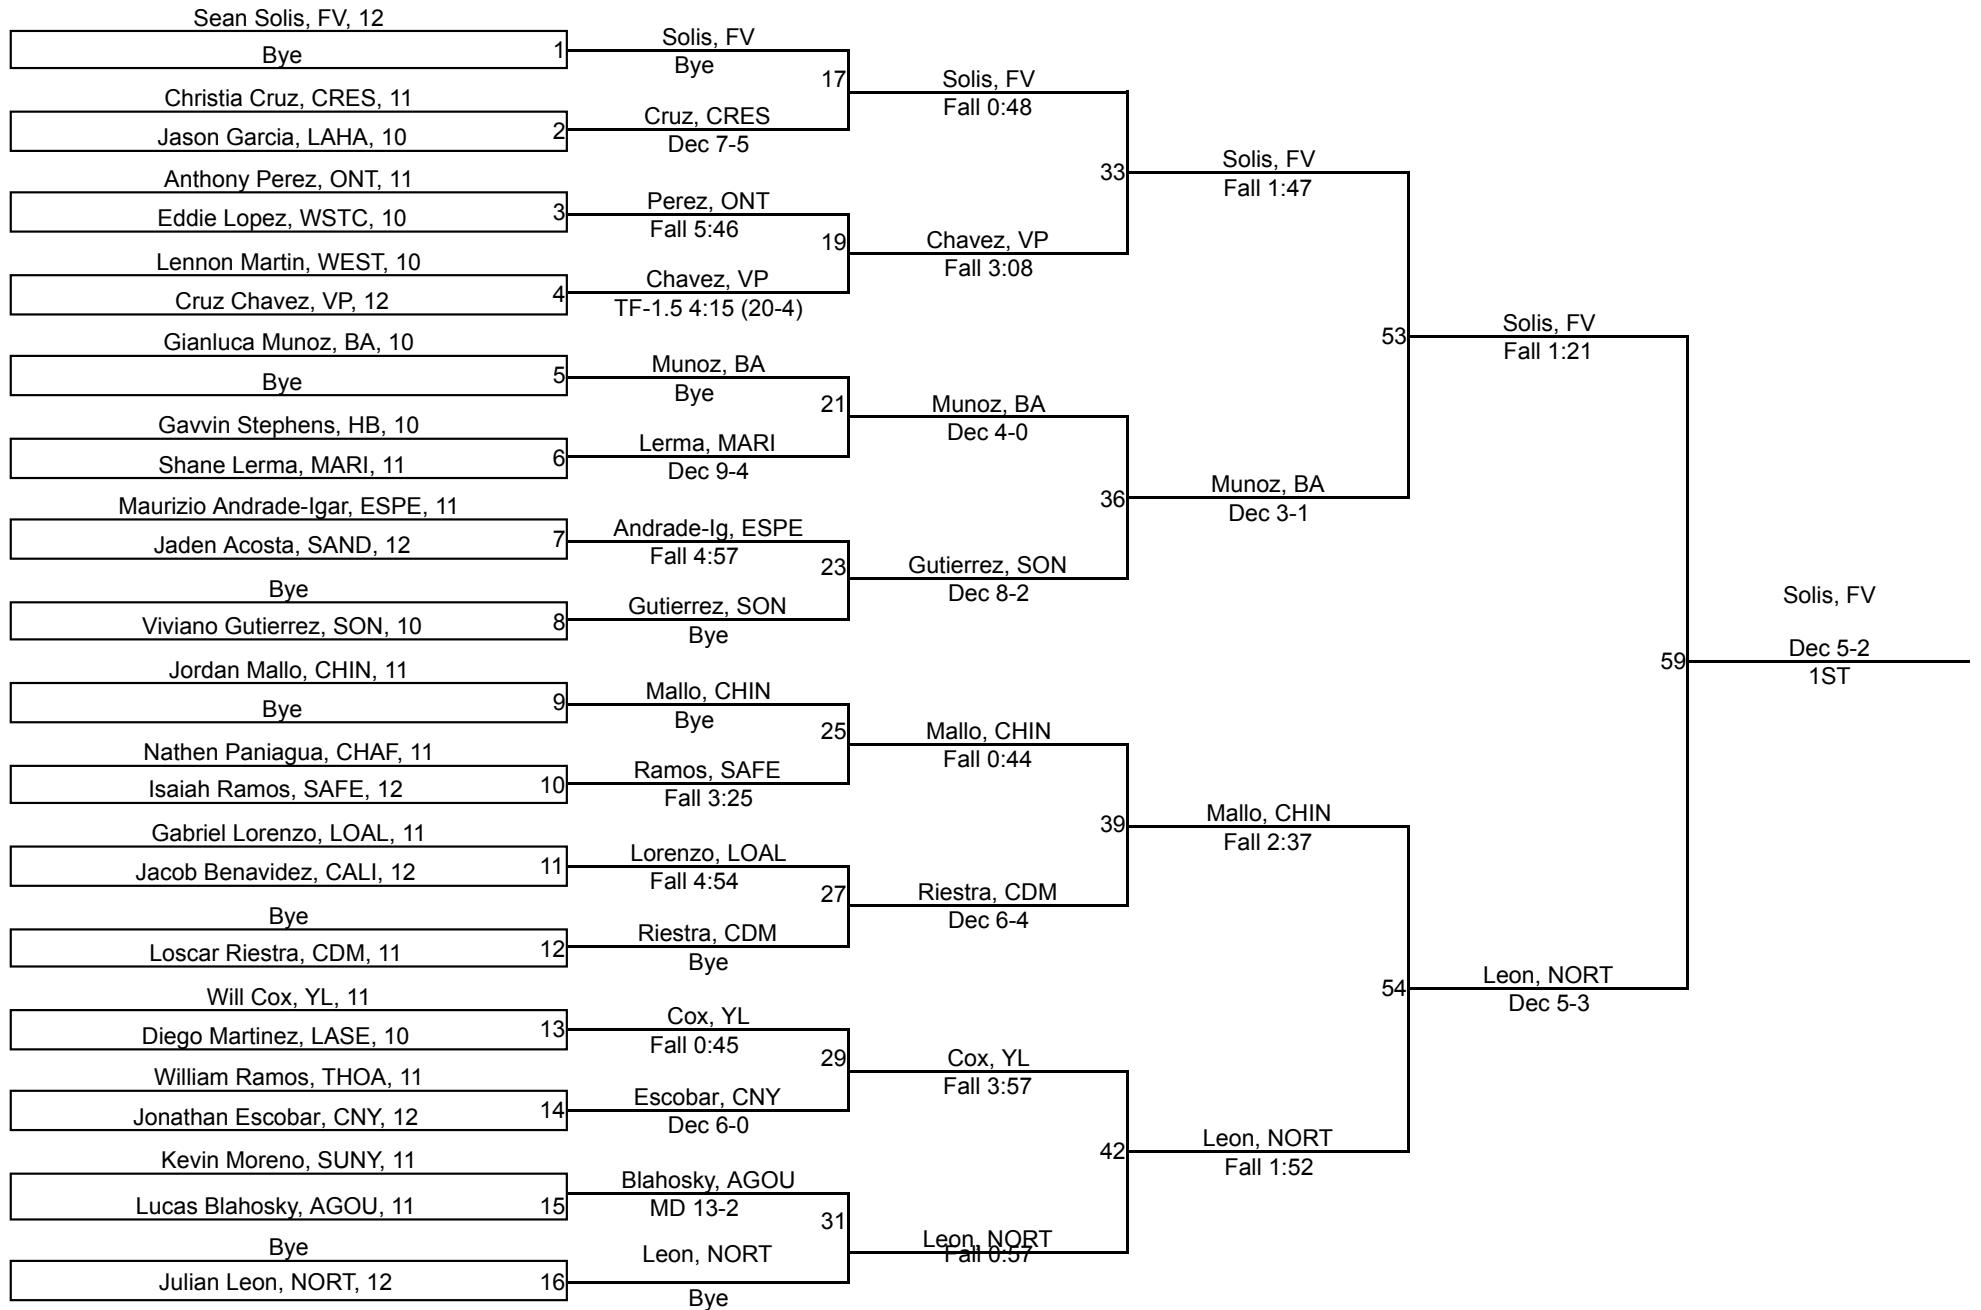 Sean Solis, FV, 12
Bye
1
Christia Cruz, CRES, 11
Jason Garcia, LAHA, 10
2
Anthony Perez, ONT, 11
Eddie Lopez, WSTC, 10
3
Lennon Martin, WEST, 10
Cruz Chavez, VP, 12
4
Gianluca Munoz, BA, 10
Bye
5
Gavvin Stephens, HB, 10
Shane Lerma, MARI, 11
6
Maurizio Andrade-Igar, ESPE, 11
Jaden Acosta, SAND, 12
7
Bye
Viviano Gutierrez, SON, 10
8
Jordan Mallo, CHIN, 11
Bye
9
Nathen Paniagua, CHAF, 11
Isaiah Ramos, SAFE, 12
10
Gabriel Lorenzo, LOAL, 11
Jacob Benavidez, CALI, 12
11
Bye
Loscar Riestra, CDM, 11
12
Will Cox, YL, 11
Diego Martinez, LASE, 10
13
William Ramos, THOA, 11
Jonathan Escobar, CNY, 12
14
Kevin Moreno, SUNY, 11
Lucas Blahosky, AGOU, 11
15
Bye
Julian Leon, NORT, 12
16
Solis, FV
Bye
17
Cruz, CRES
Dec 7-5
Perez, ONT
Fall 5:46
19
Chavez, VP
TF-1.5 4:15 (20-4)
Munoz, BA
Bye
21
Lerma, MARI
Dec 9-4
Andrade-Ig, ESPE
Fall 4:57
23
Gutierrez, SON
Bye
Mallo, CHIN
Bye
25
Ramos, SAFE
Fall 3:25
Lorenzo, LOAL
Fall 4:54
27
Riestra, CDM
Bye
Cox, YL
Fall 0:45
29
Escobar, CNY
Dec 6-0
Blahosky, AGOU
MD 13-2
31
Leon, NORT
Bye
Solis, FV
Fall 0:48
33
Chavez, VP
Fall 3:08
Munoz, BA
Dec 4-0
36
Gutierrez, SON
Dec 8-2
Mallo, CHIN
Fall 0:44
39
Riestra, CDM
Dec 6-4
Cox, YL
Fall 3:57
42
Leon, NORT
Fall 0:57
Solis, FV
Fall 1:47
53
Munoz, BA
Dec 3-1
Mallo, CHIN
Fall 2:37
54
Leon, NORT
Fall 1:52
Solis, FV
Fall 1:21
59
Leon, NORT
Dec 5-3
Solis, FV
Dec 5-2
1ST